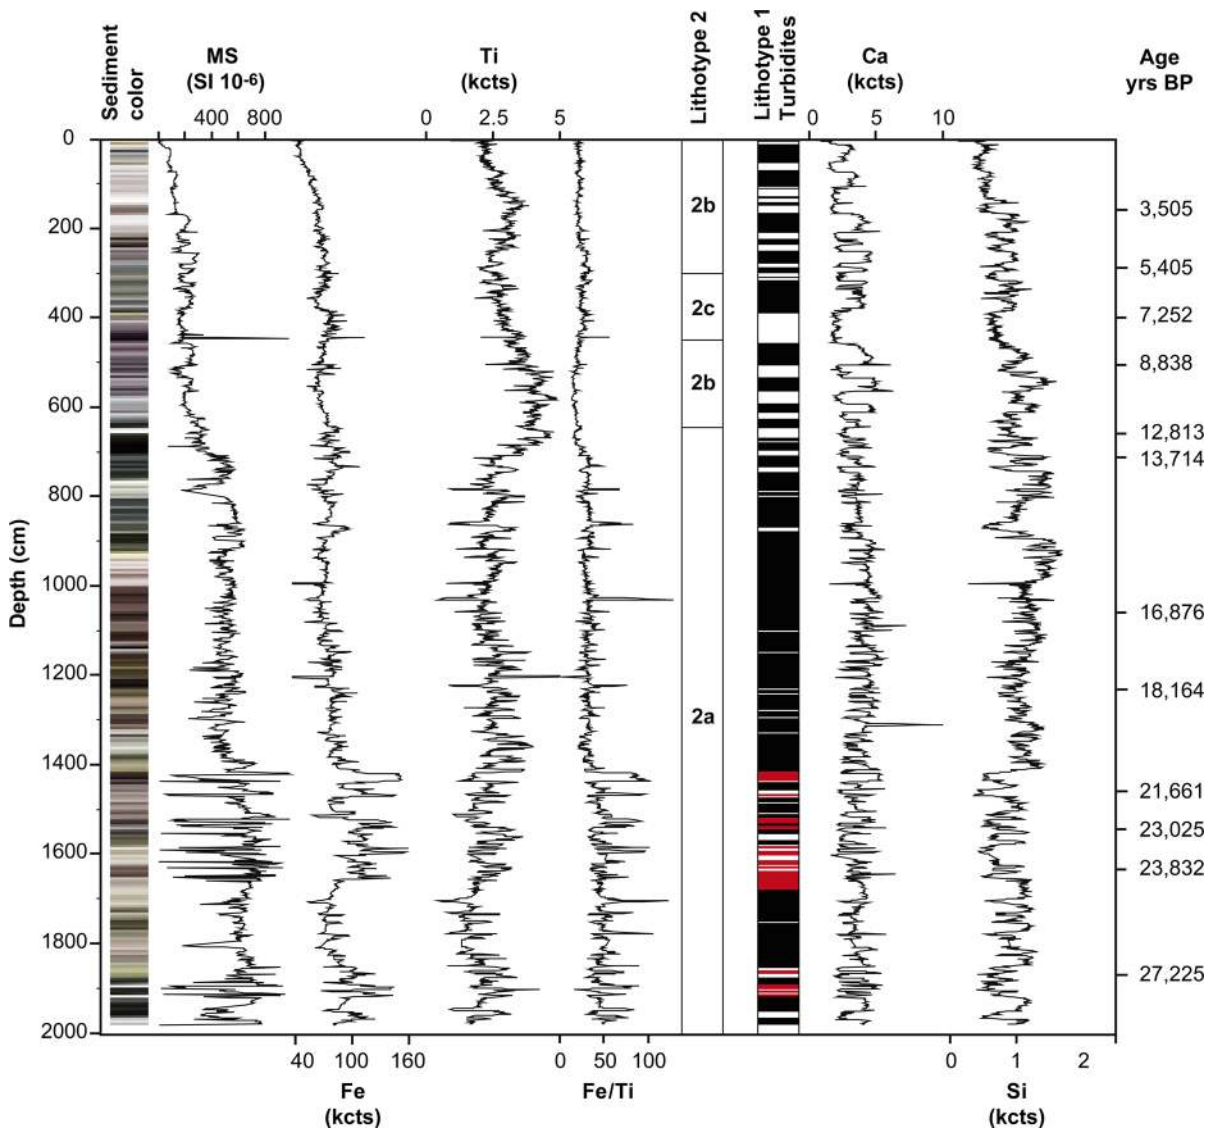 Sediment
color
MS
(SI 10-6)
Ti
(kcts)
Lithotype 2
Lithotype 1
Turbidites
Ca
(kcts)
Age
yrs BP
400 800
0 2.5 5
0 5 10
Depth (cm)
0
200
400
600
800
1000
1200
1400
1600
1800
2000
2b
2c
2b
2a
3,505
5,405
7,252
8,838
12,813
13,714
16,876
18,164
21,661
23,025
23,832
27,225
40 100 160
0 50 100
0 1 2
Fe
(kcts)
Fe/Ti
Si
(kcts)